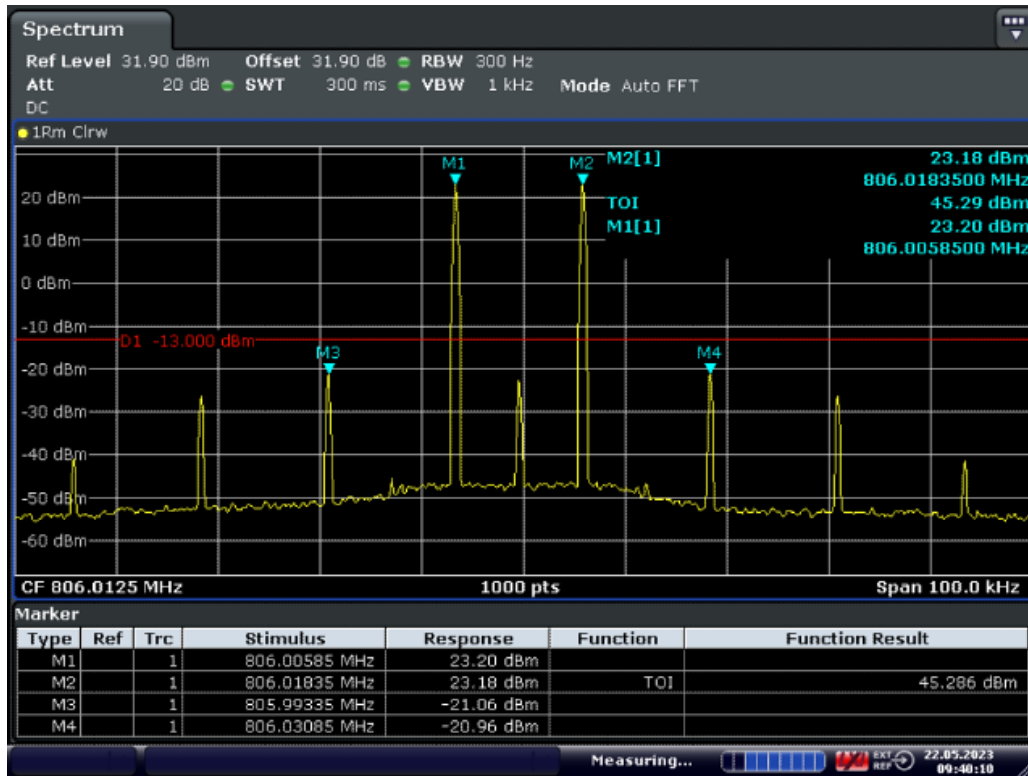 Spectrum
Ref Level 31.90 dBm Offset 31.90 dB RBW 300 Hz
Att 20 dB SWT 300 ms VBW 1 kHz Mode Auto FFT
DC
1Rm Clrw
M1 M2 M2[1] 23.18 dBm
806.0183500 MHz
20 dBm TOI 45.29 dBm
M1[1] 23.20 dBm
10 dBm 806.0058500 MHz
0 dBm
-10 dBm
D1 -13.000 dBm
M3 M4
-20 dBm
-30 dBm
-40 dBm
-50 dBm
-60 dBm
CF 806.0125 MHz 1000 pts Span 100.0 kHz
Marker
Type Ref Trc Stimulus Response Function Function Result
M1 1 806.00585 MHz 23.20 dBm
M2 1 806.01835 MHz 23.18 dBm TOI 45.286 dBm
M3 1 805.99335 MHz -21.06 dBm
M4 1 806.03085 MHz -20.96 dBm
Measuring... EXT REF 22.05.2023
09:40:10